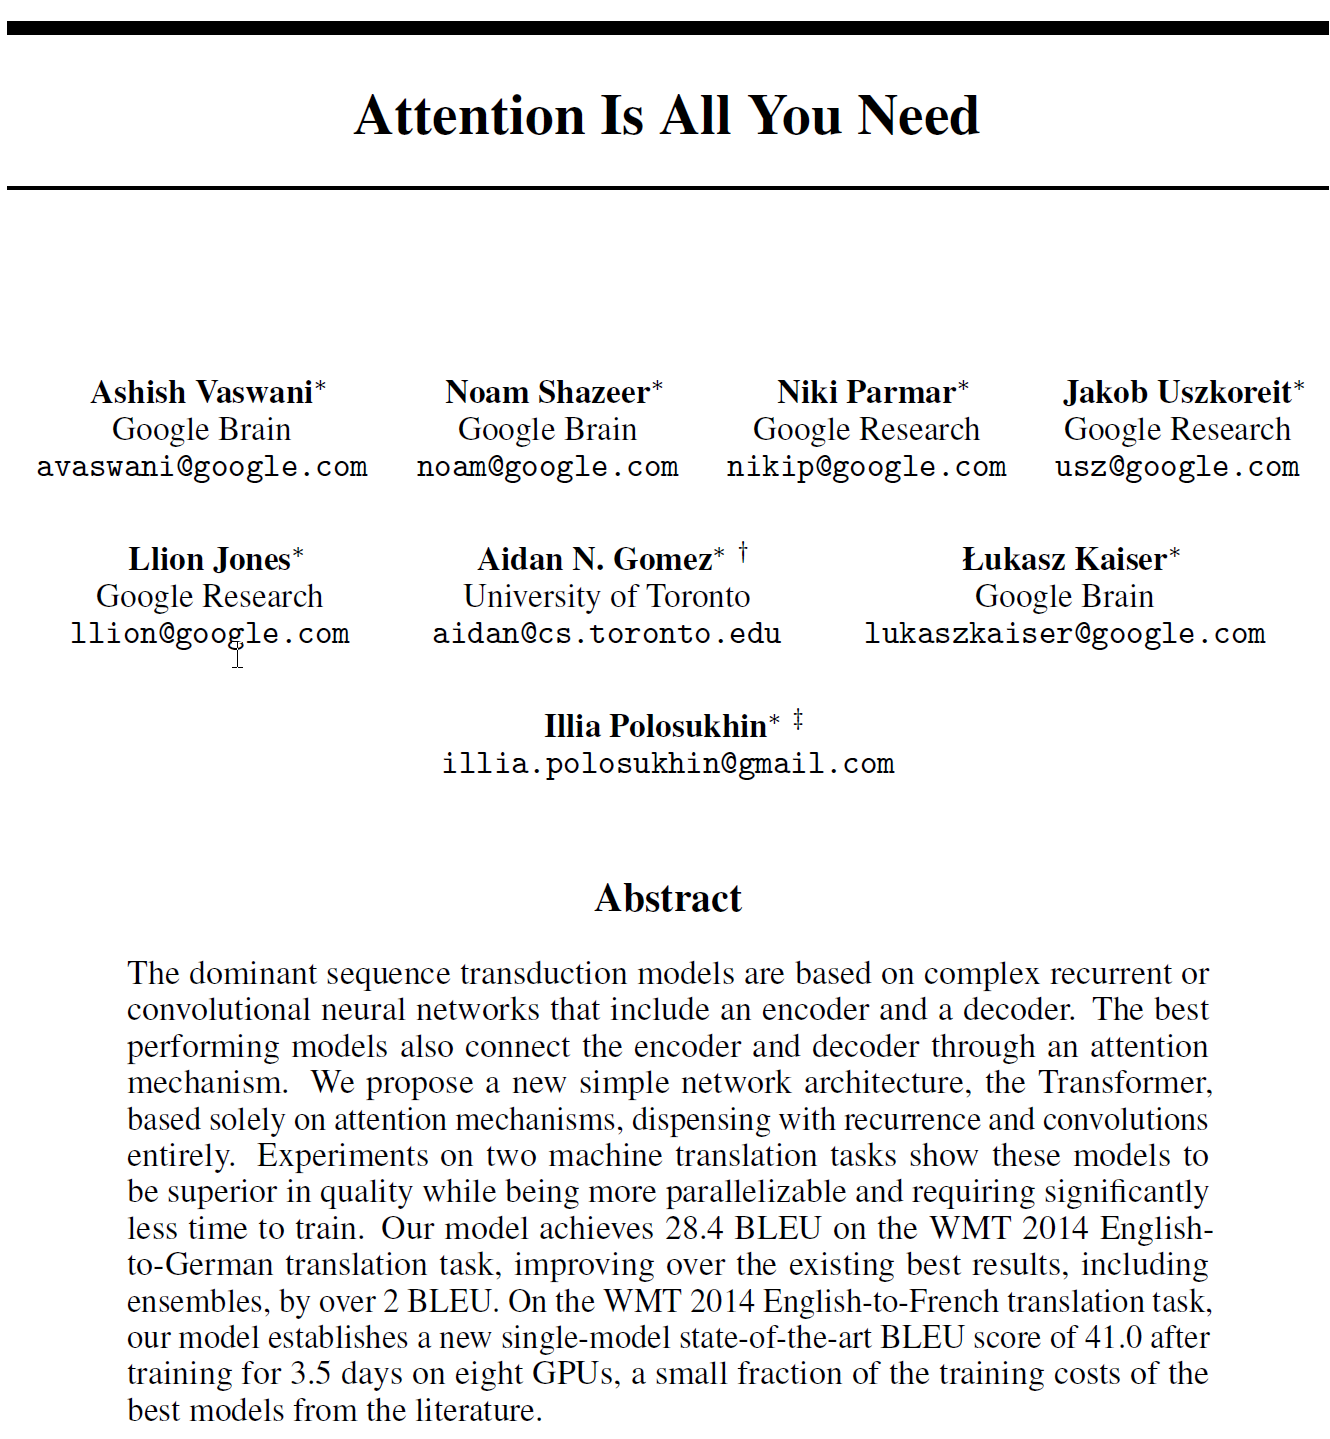 Attention Is All You Need
Ashish Vaswani* Noam Shazeer* Niki Parmar* Jakob Uszkoreit*
Google Brain Google Brain Google Research Google Research
avaswani@google.com noam@google.com nikip@google.com usz@google.com
Llion Jones* Aidan N. Gomez* † Łukasz Kaiser*
Google Research University of Toronto Google Brain
llion@google.com aidan@cs.toronto.edu lukaszkaiser@google.com
Illia Polosukhin* ‡
illia.polosukhin@gmail.com
Abstract
The dominant sequence transduction models are based on complex recurrent or
convolutional neural networks that include an encoder and a decoder. The best
performing models also connect the encoder and decoder through an attention
mechanism. We propose a new simple network architecture, the Transformer,
based solely on attention mechanisms, dispensing with recurrence and convolutions
entirely. Experiments on two machine translation tasks show these models to
be superior in quality while being more parallelizable and requiring significantly
less time to train. Our model achieves 28.4 BLEU on the WMT 2014 English-
to-German translation task, improving over the existing best results, including
ensembles, by over 2 BLEU. On the WMT 2014 English-to-French translation task,
our model establishes a new single-model state-of-the-art BLEU score of 41.0 after
training for 3.5 days on eight GPUs, a small fraction of the training costs of the
best models from the literature.